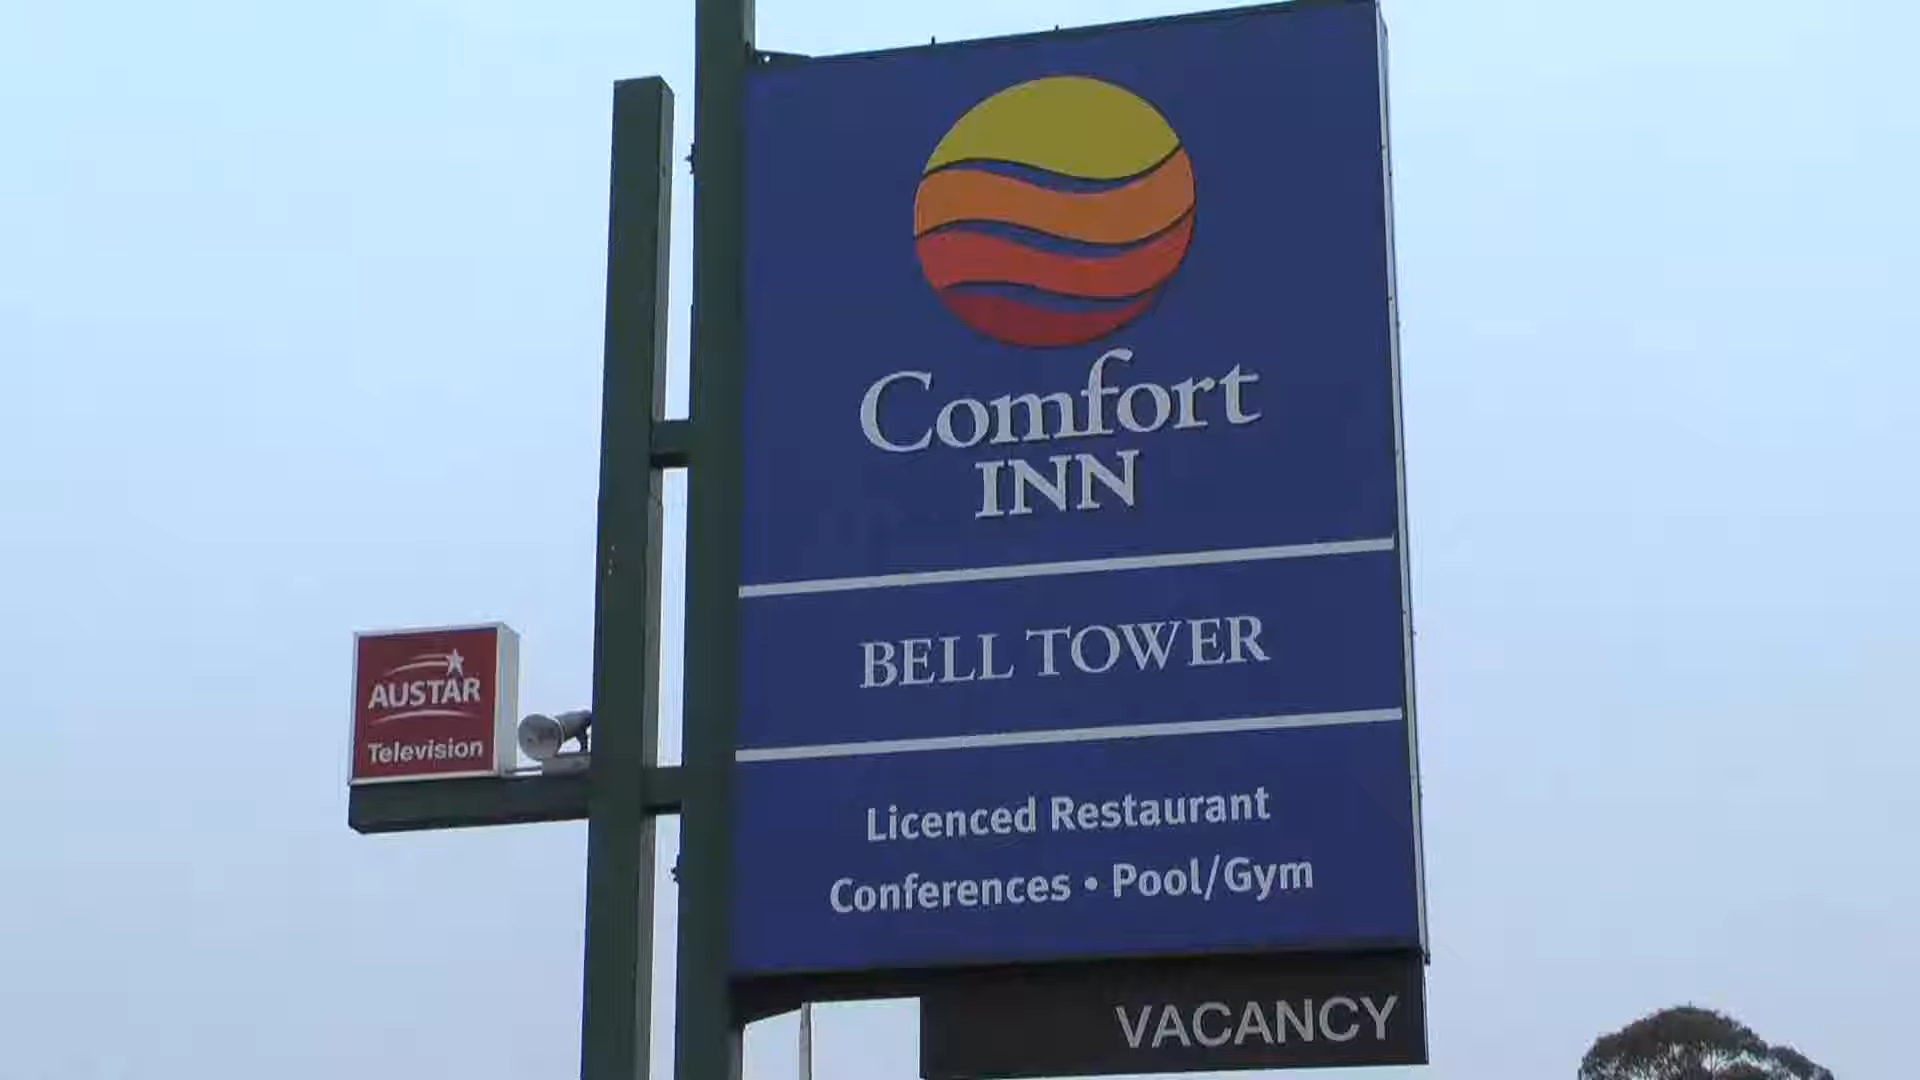 Comfort
INN
BELL TOWER
Licenced Restaurant
Conferences • Pool/Gym
VACANCY
AUSTAR
Television